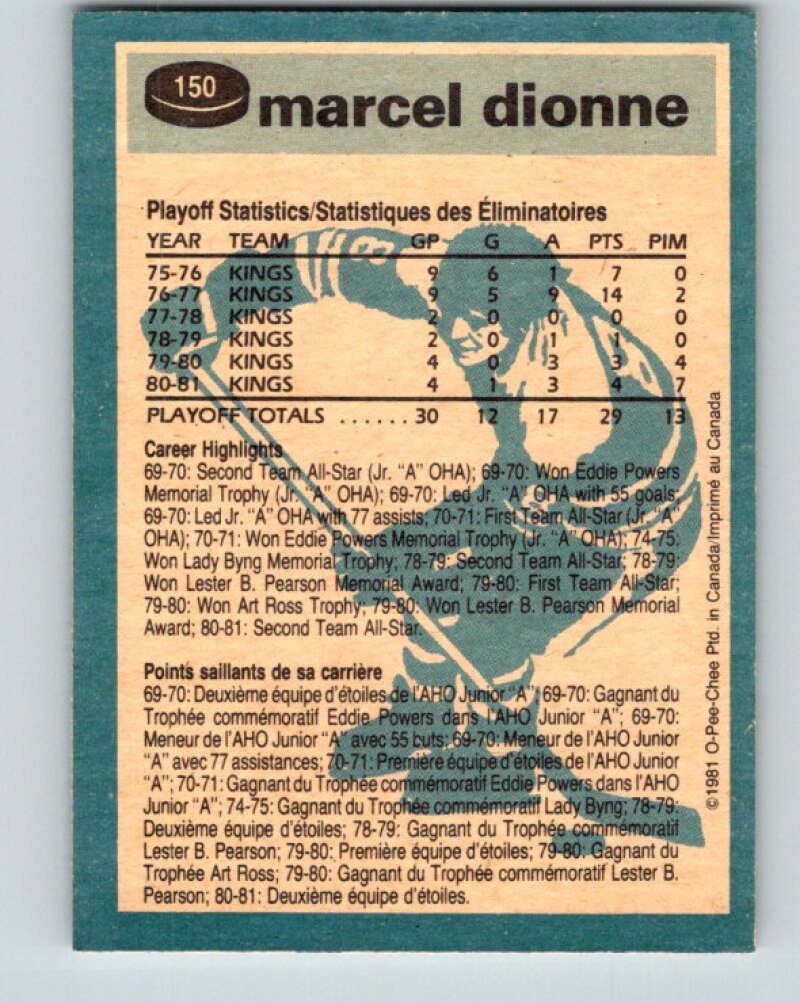 150
marcel dionne
Playoff Statistics/Statistiques des Éliminatoires
YEAR TEAM GP G A PTS PIM
75-76 KINGS 9 6 1 7 0
76-77 KINGS 9 5 9 14 2
77-78 KINGS 2 0 0 0 0
78-79 KINGS 2 0 1 1 0
79-80 KINGS 4 0 3 3 4
80-81 KINGS 4 1 3 4 7
PLAYOFF TOTALS ...... 30 12 17 29 13
Career Highlights
69-70: Second Team All-Star (Jr. "A" OHA); 69-70: Won Eddie Powers
Memorial Trophy (Jr. "A" OHA); 69-70: Led Jr. "A" OHA with 55 goals;
69-70: Led Jr. "A" OHA with 77 assists; 70-71: First Team All-Star (Jr. "A"
OHA); 70-71: Won Eddie Powers Memorial Trophy (Jr. "A" OHA); 74-75:
Won Lady Byng Memorial Trophy; 78-79: Second Team All-Star; 78-79:
Won Lester B. Pearson Memorial Award; 79-80: First Team All-Star;
79-80: Won Art Ross Trophy; 79-80: Won Lester B. Pearson Memorial
Award; 80-81: Second Team All-Star.
Points saillants de sa carrière
69-70: Deuxième équipe d'étoiles de l'AHO Junior "A"; 69-70: Gagnant du
Trophée commémoratif Eddie Powers dans l'AHO Junior "A"; 69-70:
Meneur de l'AHO Junior "A" avec 55 buts; 69-70: Meneur de l'AHO Junior
"A" avec 77 assistances; 70-71: Première équipe d'étoiles de l'AHO Junior
"A"; 70-71: Gagnant du Trophée commémoratif Eddie Powers dans l'AHO
Junior "A"; 74-75: Gagnant du Trophée commémoratif Lady Byng; 78-79:
Deuxième équipe d'étoiles; 78-79: Gagnant du Trophée commémoratif
Lester B. Pearson; 79-80: Première équipe d'étoiles; 79-80: Gagnant du
Trophée Art Ross; 79-80: Gagnant du Trophée commémoratif Lester B.
Pearson; 80-81: Deuxième équipe d'étoiles.
©1981 O-Pee-Chee Ptd. in Canada/Imprimé au Canada